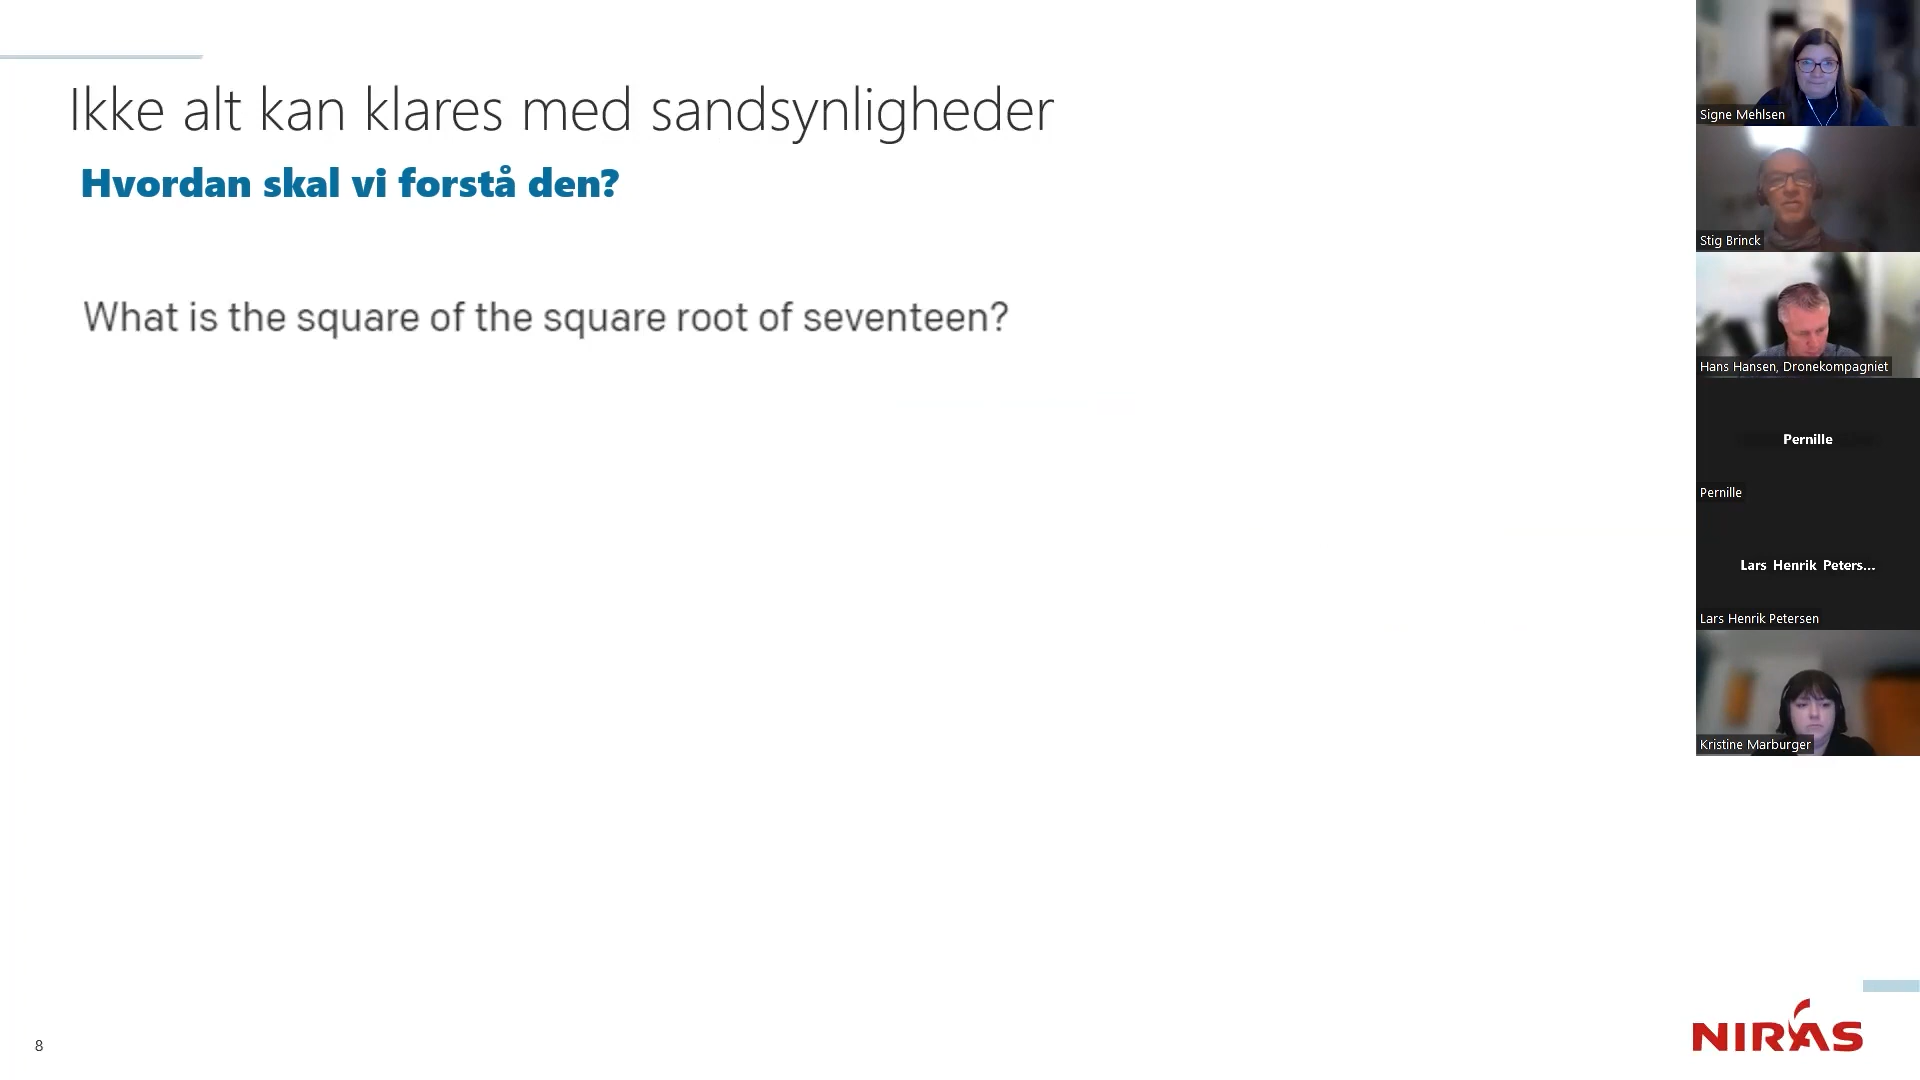 Ikke alt kan klares med sandsynligheder
Hvordan skal vi forstå den?
What is the square of the square root of seventeen?
8
NIRAS
Signe Mehlsen
Stig Brinck
Hans Hansen, Dronekompagniet
Pernille
Pernille
Lars Henrik Peters...
Lars Henrik Petersen
Kristine Marburger